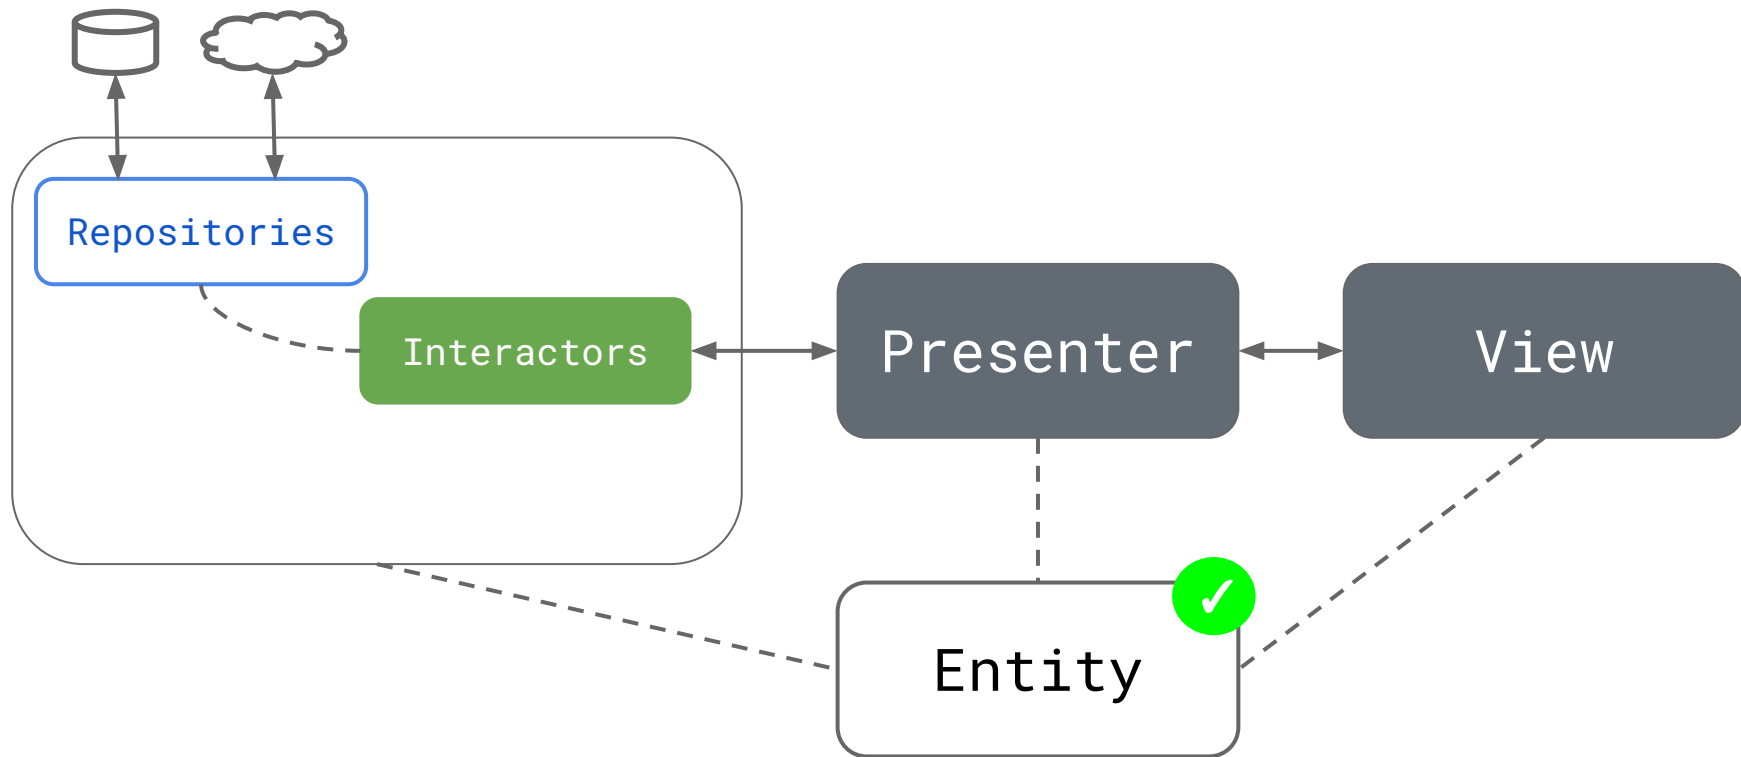 Repositories
Interactors
Presenter
View
Entity